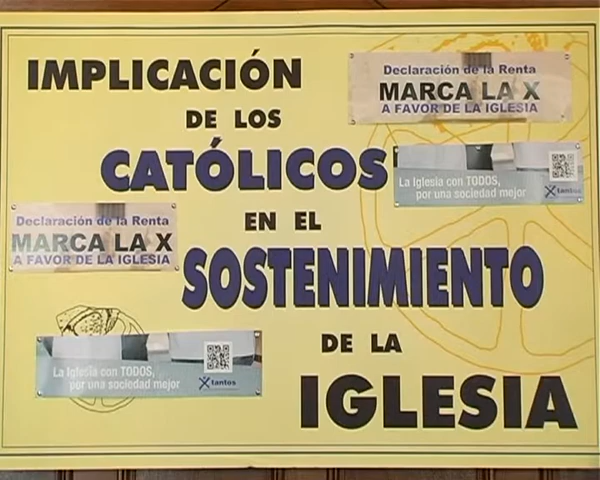 IMPLICACIÓN
DE LOS
CATÓLICOS
EN EL
SOSTENIMIENTO
DE LA
IGLESIA
Declaración de la Renta
MARCA LA X
A FAVOR DE LA IGLESIA
La Iglesia con TODOS,
por una sociedad mejor
X tantos
Declaración de la Renta
MARCA LA X
A FAVOR DE LA IGLESIA
La Iglesia con TODOS,
por una sociedad mejor
X tantos